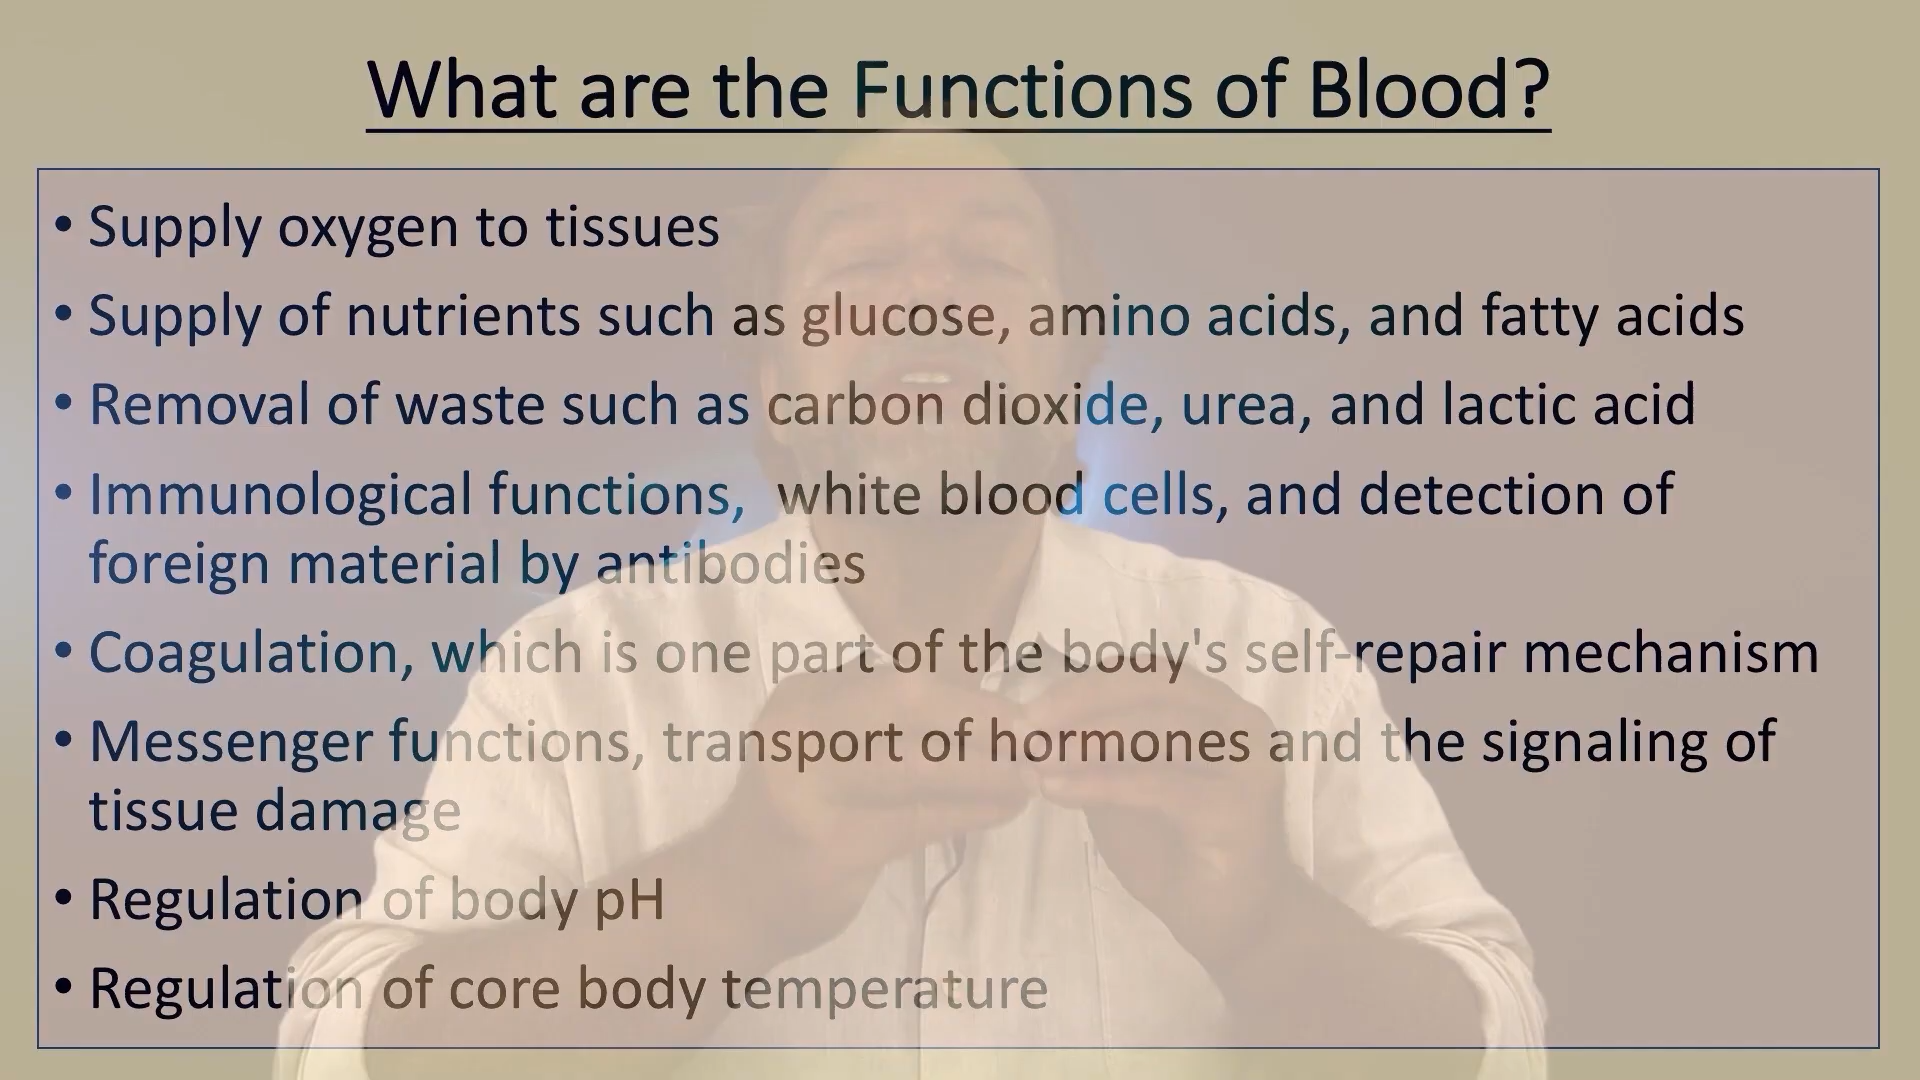 What are the Functions of Blood?
• Supply oxygen to tissues
• Supply of nutrients such as glucose, amino acids, and fatty acids
• Removal of waste such as carbon dioxide, urea, and lactic acid
• Immunological functions,  white blood cells, and detection of
foreign material by antibodies
• Coagulation, which is one part of the body's self-repair mechanism
• Messenger functions, transport of hormones and the signaling of
tissue damage
• Regulation of body pH
• Regulation of core body temperature